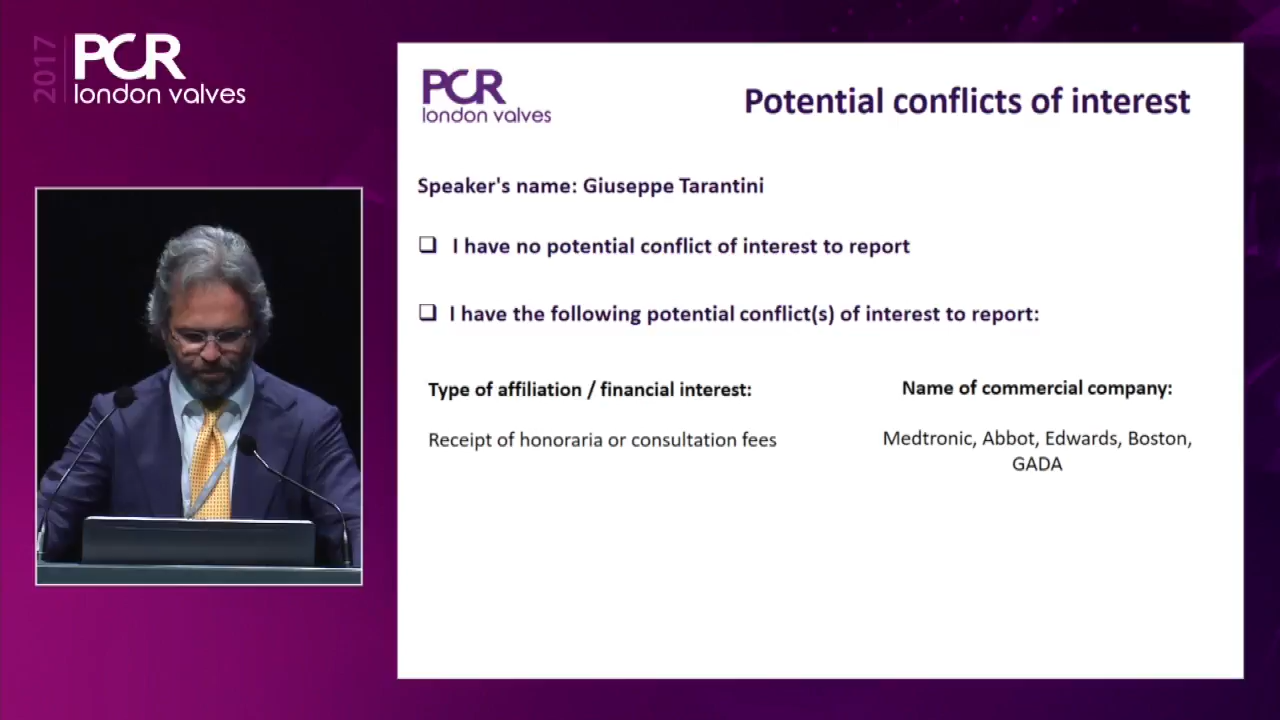 2017
PCR
london valves
PCR
london valves
Potential conflicts of interest
Speaker's name: Giuseppe Tarantini
I have no potential conflict of interest to report
I have the following potential conflict(s) of interest to report:
Type of affiliation / financial interest:
Name of commercial company:
Receipt of honoraria or consultation fees
Medtronic, Abbot, Edwards, Boston,
GADA